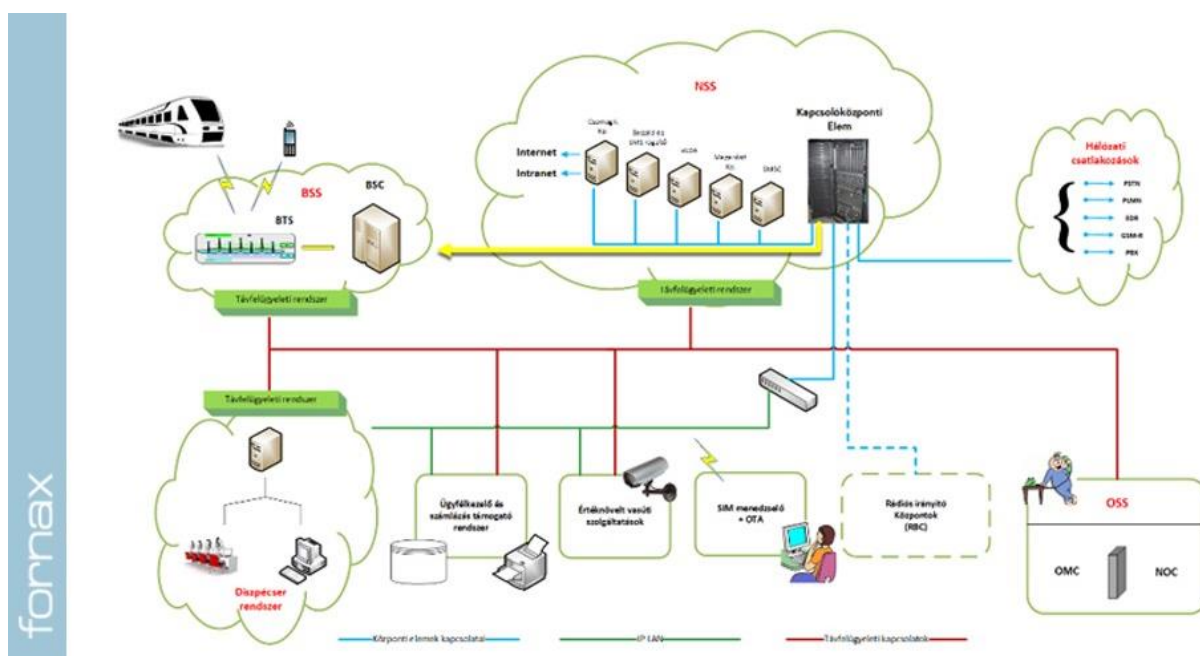 fornax
NSS
Kapcsolóközponti
Elem
Internet
Intranet
SMSC
Hálózati
csatlakozások
PSTN
PLMN
EDR
GSM-R
PBX
BSS
BSC
BTS
Távfelügyeleti rendszer
Távfelügyeleti rendszer
Távfelügyeleti rendszer
Diszpécser
rendszer
Ügyfélkezelő és
számlázás támogató
rendszer
Értéknövelt vasúti
szolgáltatások
SIM menedzselő
+ OTA
Rádiós irányító
Központok
(RBC)
OSS
OMC
NOC
Központi elemek kapcsolatai
IP LAN
Távfelügyeleti kapcsolatok